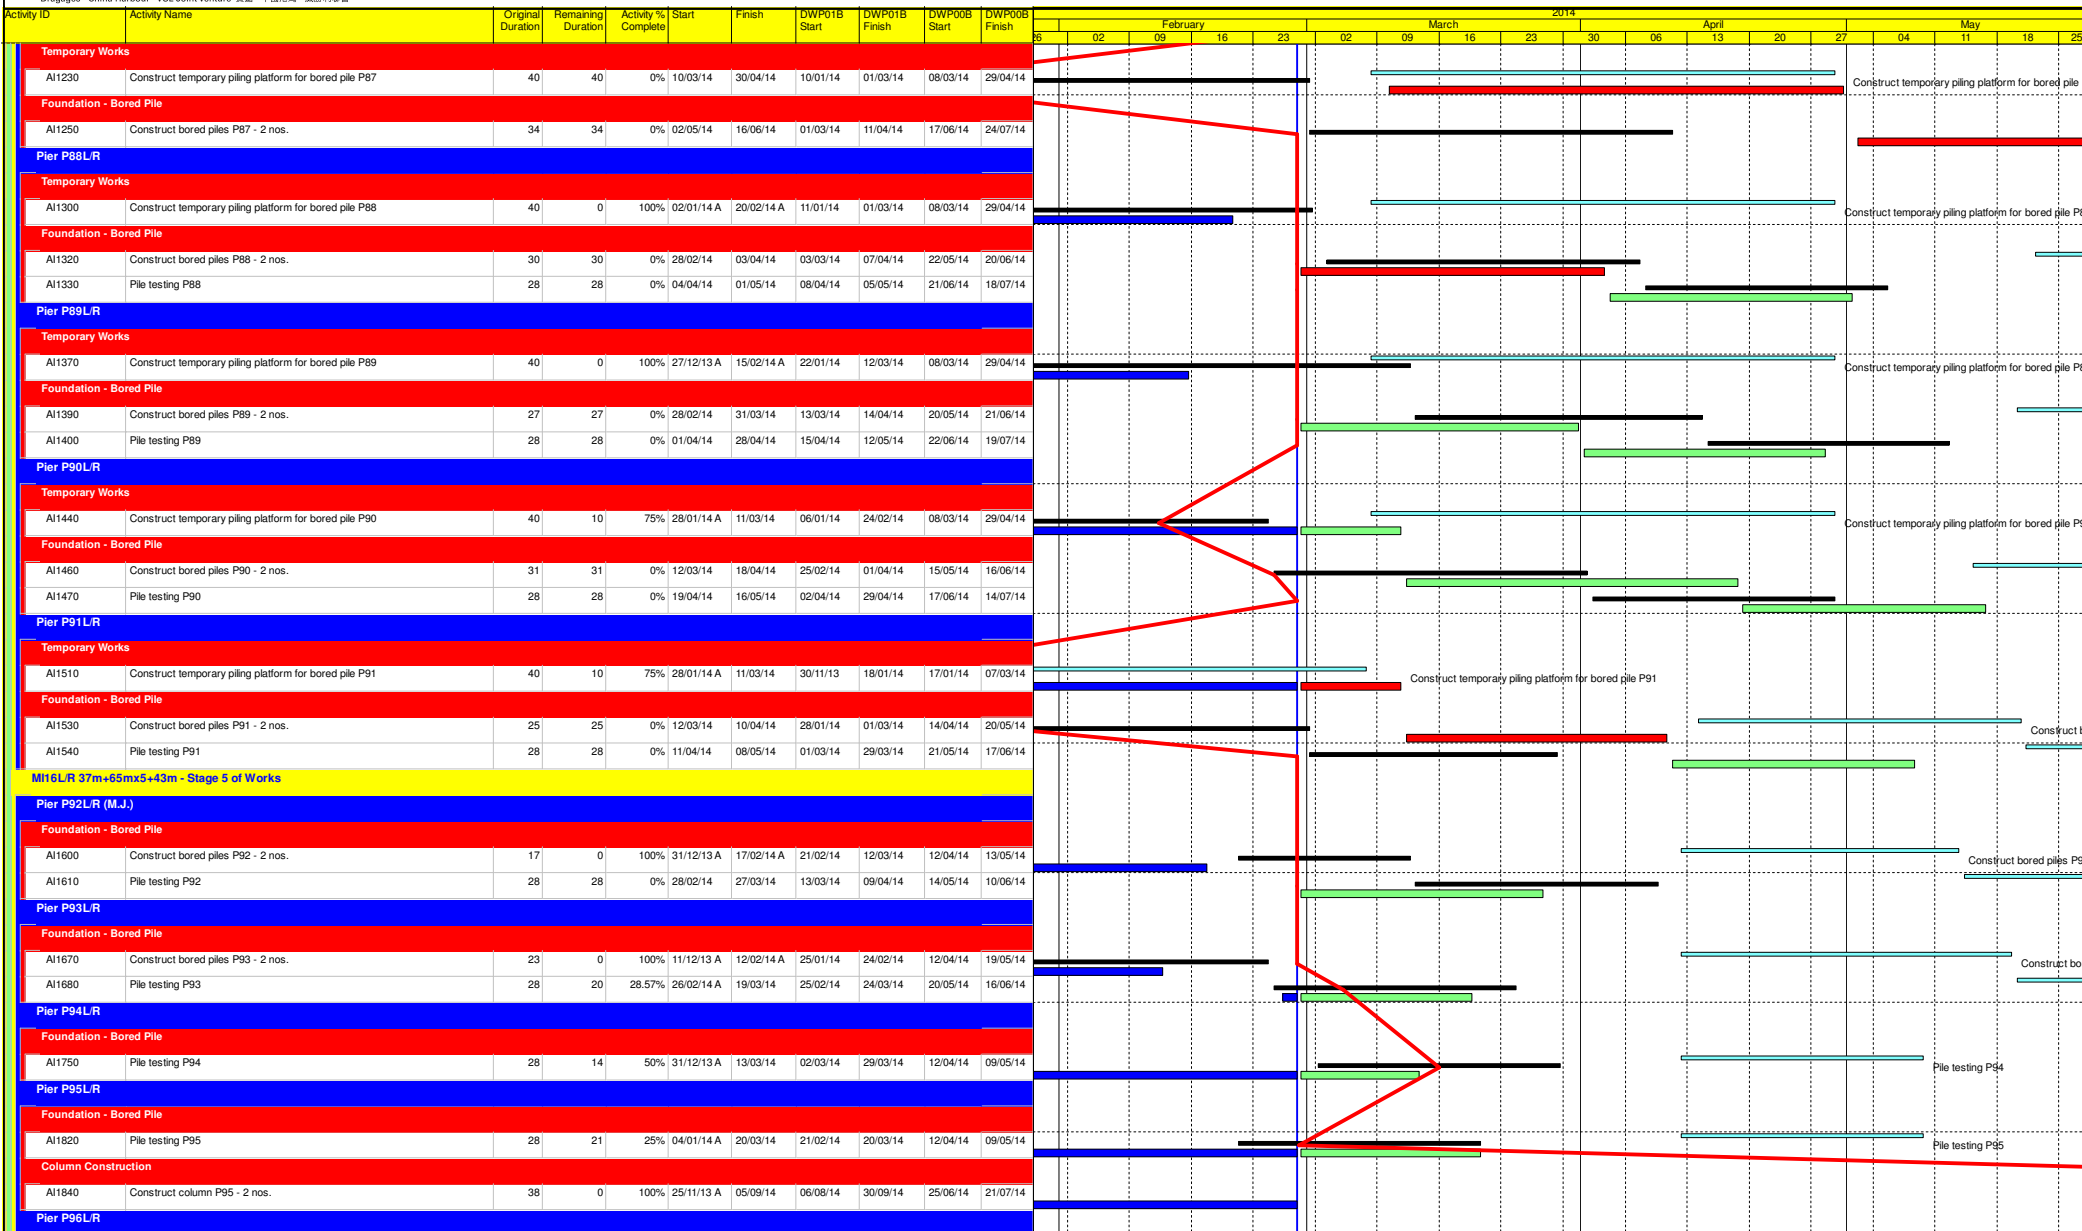 2014
Activity ID Activity Name Original Duration Remaining Duration Activity % Complete Start Finish DWP01B Start DWP01B Finish DWP00B Start DWP00B Finish
February March April May
26 02 09 16 23 02 09 16 23 30 06 13 20 27 04 11 18 25
Temporary Works
AI1230 Construct temporary piling platform for bored pile P87 40 40 0% 10/03/14 30/04/14 10/01/14 01/03/14 08/03/14 29/04/14
Construct temporary piling platform for bored pile
Foundation - Bored Pile
AI1250 Construct bored piles P87 - 2 nos. 34 34 0% 02/05/14 16/06/14 01/03/14 11/04/14 17/06/14 24/07/14
Pier P88L/R
Temporary Works
AI1300 Construct temporary piling platform for bored pile P88 40 0 100% 02/01/14 A 20/02/14 A 11/01/14 01/03/14 08/03/14 29/04/14
Construct temporary piling platform for bored pile P8
Foundation - Bored Pile
AI1320 Construct bored piles P88 - 2 nos. 30 30 0% 28/02/14 03/04/14 03/03/14 07/04/14 22/05/14 20/06/14
AI1330 Pile testing P88 28 28 0% 04/04/14 01/05/14 08/04/14 05/05/14 21/06/14 18/07/14
Pier P89L/R
Temporary Works
AI1370 Construct temporary piling platform for bored pile P89 40 0 100% 27/12/13 A 15/02/14 A 22/01/14 12/03/14 08/03/14 29/04/14
Construct temporary piling platform for bored pile P8
Foundation - Bored Pile
AI1390 Construct bored piles P89 - 2 nos. 27 27 0% 28/02/14 31/03/14 13/03/14 14/04/14 20/05/14 21/06/14
AI1400 Pile testing P89 28 28 0% 01/04/14 28/04/14 15/04/14 12/05/14 22/06/14 19/07/14
Pier P90L/R
Temporary Works
AI1440 Construct temporary piling platform for bored pile P90 40 10 75% 28/01/14 A 11/03/14 06/01/14 24/02/14 08/03/14 29/04/14
Construct temporary piling platform for bored pile P9
Foundation - Bored Pile
AI1460 Construct bored piles P90 - 2 nos. 31 31 0% 12/03/14 18/04/14 25/02/14 01/04/14 15/05/14 16/06/14
AI1470 Pile testing P90 28 28 0% 19/04/14 16/05/14 02/04/14 29/04/14 17/06/14 14/07/14
Pier P91L/R
Temporary Works
AI1510 Construct temporary piling platform for bored pile P91 40 10 75% 28/01/14 A 11/03/14 30/11/13 18/01/14 17/01/14 07/03/14
Construct temporary piling platform for bored pile P91
Foundation - Bored Pile
AI1530 Construct bored piles P91 - 2 nos. 25 25 0% 12/03/14 10/04/14 28/01/14 01/03/14 14/04/14 20/05/14
Construct b
AI1540 Pile testing P91 28 28 0% 11/04/14 08/05/14 01/03/14 29/03/14 21/05/14 17/06/14
MI16L/R 37m+65mx5+43m - Stage 5 of Works
Pier P92L/R (M.J.)
Foundation - Bored Pile
AI1600 Construct bored piles P92 - 2 nos. 17 0 100% 31/12/13 A 17/02/14 A 21/02/14 12/03/14 12/04/14 13/05/14
Construct bored piles P9
AI1610 Pile testing P92 28 28 0% 28/02/14 27/03/14 13/03/14 09/04/14 14/05/14 10/06/14
Pier P93L/R
Foundation - Bored Pile
AI1670 Construct bored piles P93 - 2 nos. 23 0 100% 11/12/13 A 12/02/14 A 25/01/14 24/02/14 12/04/14 19/05/14
Construct bo
AI1680 Pile testing P93 28 20 28.57% 26/02/14 A 19/03/14 25/02/14 24/03/14 20/05/14 16/06/14
Pier P94L/R
Foundation - Bored Pile
AI1750 Pile testing P94 28 14 50% 31/12/13 A 13/03/14 02/03/14 29/03/14 12/04/14 09/05/14
Pile testing P94
Pier P95L/R
Foundation - Bored Pile
AI1820 Pile testing P95 28 21 25% 04/01/14 A 20/03/14 21/02/14 20/03/14 12/04/14 09/05/14
Pile testing P95
Column Construction
AI1840 Construct column P95 - 2 nos. 38 0 100% 25/11/13 A 05/09/14 06/08/14 30/09/14 25/06/14 21/07/14
Pier P96L/R